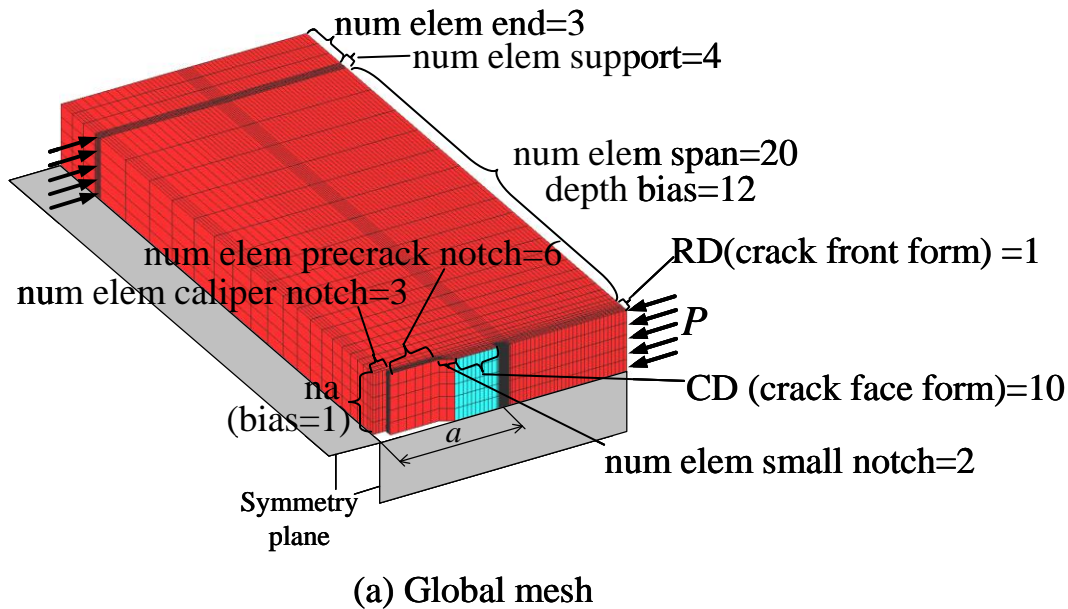 num elem end=3
num elem support=4
num elem span=20
depth bias=12
num elem precrack notch=6
RD(crack front form) =1
num elem caliper notch=3
P
na
(bias=1)
CD (crack face form)=10
a
num elem small notch=2
Symmetry
plane
(a) Global mesh